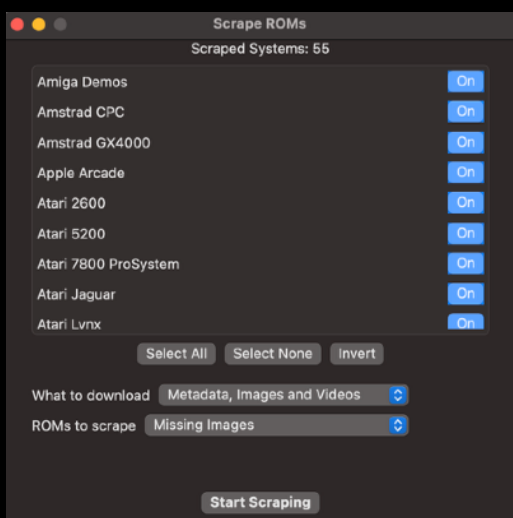 Scrape ROMs
Scraped Systems: 55
Amiga Demos On
Amstrad CPC On
Amstrad GX4000 On
Apple Arcade On
Atari 2600 On
Atari 5200 On
Atari 7800 ProSystem On
Atari Jaguar On
Atari Lynx On
Select All Select None Invert
What to download Metadata, Images and Videos
ROMs to scrape Missing Images
Start Scraping